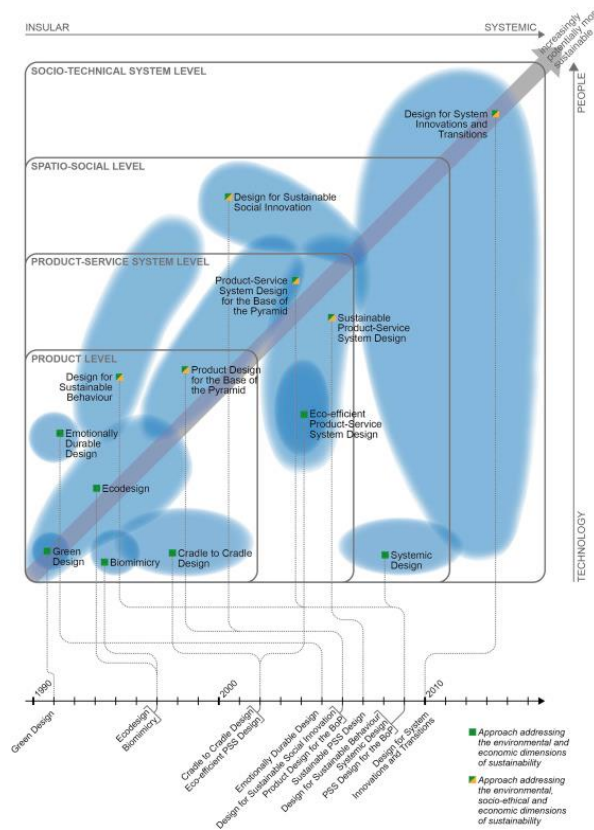 INSULAR
SYSTEMIC
Increasingly
potentially more
sustainable
SOCIO-TECHNICAL SYSTEM LEVEL
PEOPLE
Design for System
Innovations and
Transitions
SPATIO-SOCIAL LEVEL
Design for Sustainable
Social Innovation
PRODUCT-SERVICE SYSTEM LEVEL
Product-Service
System Design
for the Base of
the Pyramid
Sustainable
Product-Service
System Design
PRODUCT LEVEL
Design for
Sustainable
Behaviour
Product Design
for the Base of
the Pyramid
Emotionally
Durable
Design
Eco-efficient
Product-Service
System Design
Ecodesign
Green
Design
Biomimicry
Cradle to Cradle
Design
Systemic
Design
TECHNOLOGY
1990
2000
2010
Green Design
Ecodesign
Biomimicry
Cradle to Cradle Design
Eco-efficient PSS Design
Emotionally Durable Design
Design for Sustainable Social Innovation
Product Design for the BoP
Sustainable PSS Design
Design for Sustainable Behaviour
Systemic Design
PSS Design for the BoP
Design for System
Innovations and Transitions
Approach addressing
the environmental and
economic dimensions
of sustainability
Approach addressing
the environmental,
socio-ethical and
economic dimensions
of sustainability